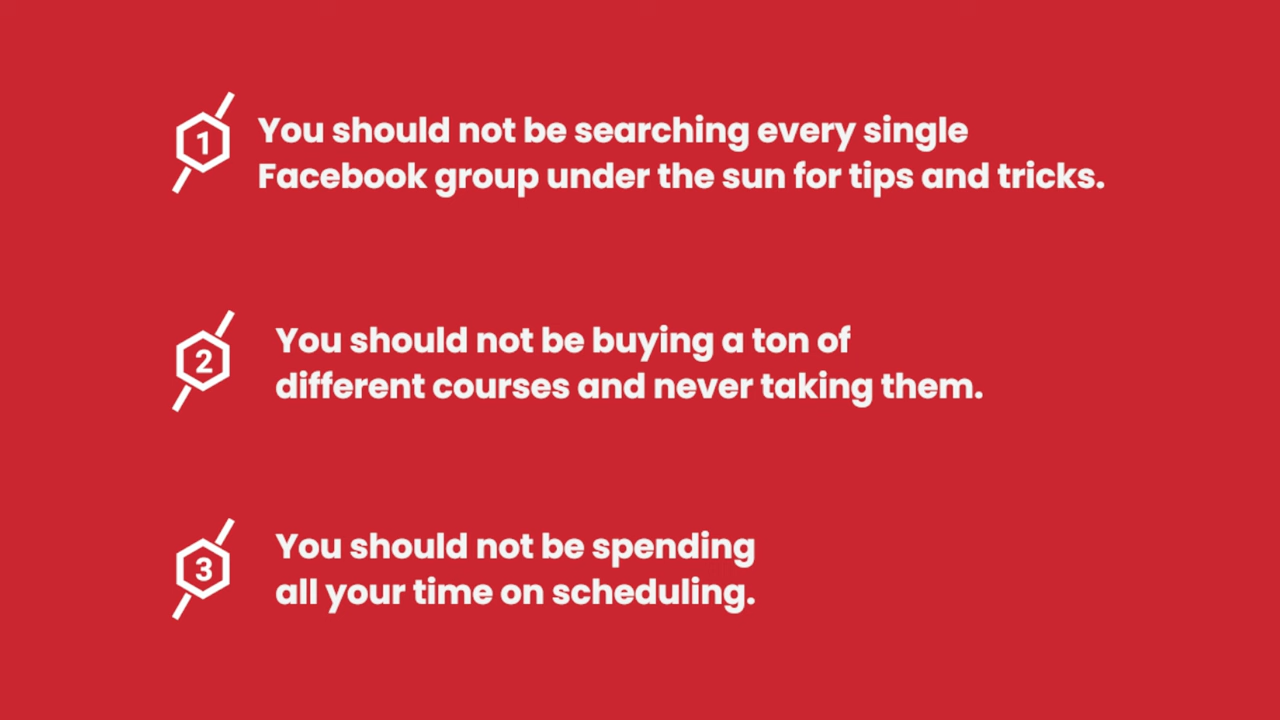 1
You should not be searching every single
Facebook group under the sun for tips and tricks.
2
You should not be buying a ton of
different courses and never taking them.
3
You should not be spending
all your time on scheduling.